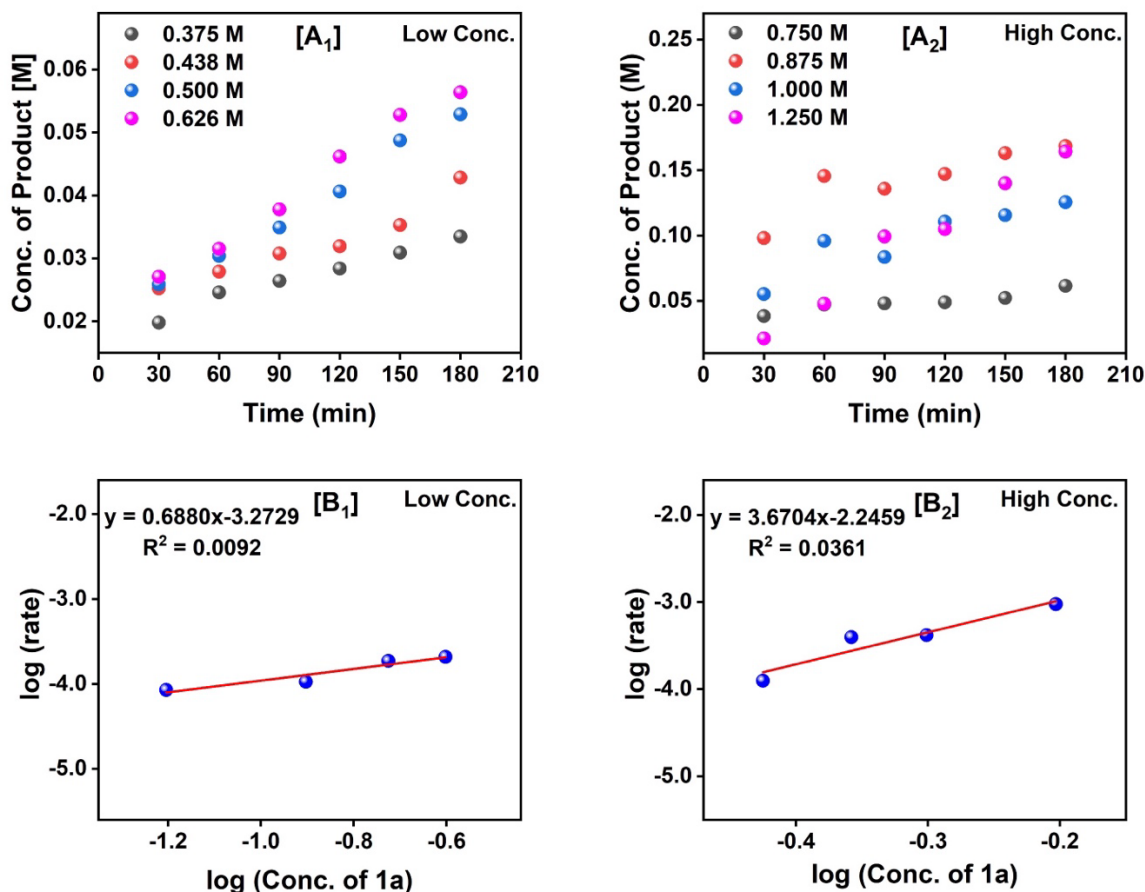 [A₁]
Low Conc.
0.375 M
0.438 M
0.500 M
0.626 M
Conc. of Product [M]
0.06
0.05
0.04
0.03
0.02
0 30 60 90 120 150 180 210
Time (min)
[A₂]
High Conc.
0.750 M
0.875 M
1.000 M
1.250 M
Conc. of Product (M)
0.25
0.20
0.15
0.10
0.05
0 30 60 90 120 150 180 210
Time (min)
[B₁]
Low Conc.
y = 0.6880x-3.2729
R² = 0.0092
log (rate)
-2.0
-3.0
-4.0
-5.0
-1.2 -1.0 -0.8 -0.6
log (Conc. of 1a)
[B₂]
High Conc.
y = 3.6704x-2.2459
R² = 0.0361
log (rate)
-2.0
-3.0
-4.0
-5.0
-0.4 -0.3 -0.2
log (Conc. of 1a)